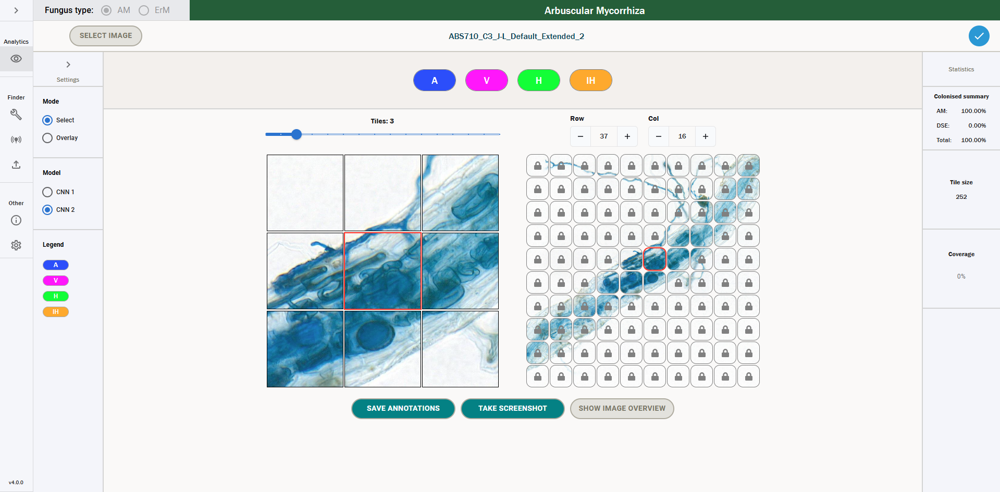 Fungus type: AM ErM
Arbuscular Mycorrhiza
SELECT IMAGE
ABS710_C3_J-L_Default_Extended_2
Analytics
Finder
Other
v4.0.0
Settings
Mode
Select
Overlay
Model
CNN 1
CNN 2
Legend
A
V
H
IH
A V H IH
Tiles: 3
Row
37
Col
16
SAVE ANNOTATIONS
TAKE SCREENSHOT
SHOW IMAGE OVERVIEW
Statistics
Colonised summary
AM: 100.00%
DSE: 0.00%
Total: 100.00%
Tile size
252
Coverage
0%